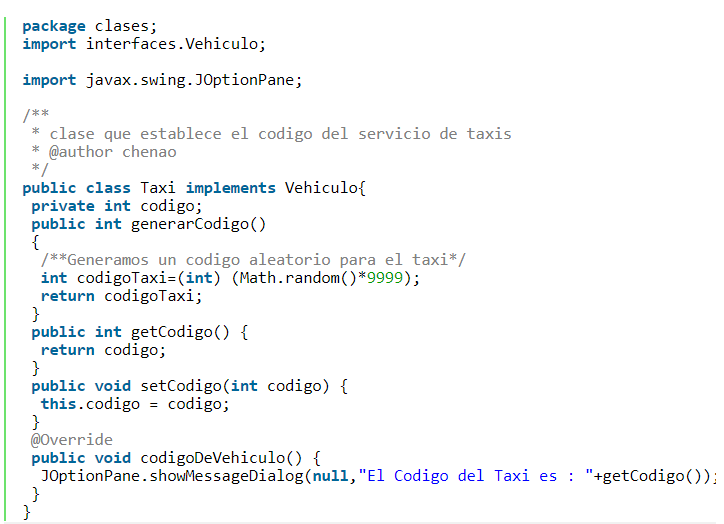 package clases;
import interfaces.Vehiculo;
import javax.swing.JOptionPane;
/**
 * clase que establece el codigo del servicio de taxis
 * @author chenao
 */
public class Taxi implements Vehiculo{
 private int codigo;
 public int generarCodigo()
 {
  /**Generamos un codigo aleatorio para el taxi*/
  int codigoTaxi=(int) (Math.random()*9999);
  return codigoTaxi;
 }
 public int getCodigo() {
  return codigo;
 }
 public void setCodigo(int codigo) {
  this.codigo = codigo;
 }
 @Override
 public void codigoDeVehiculo() {
  JOptionPane.showMessageDialog(null,"El Codigo del Taxi es : "+getCodigo());
 }
}